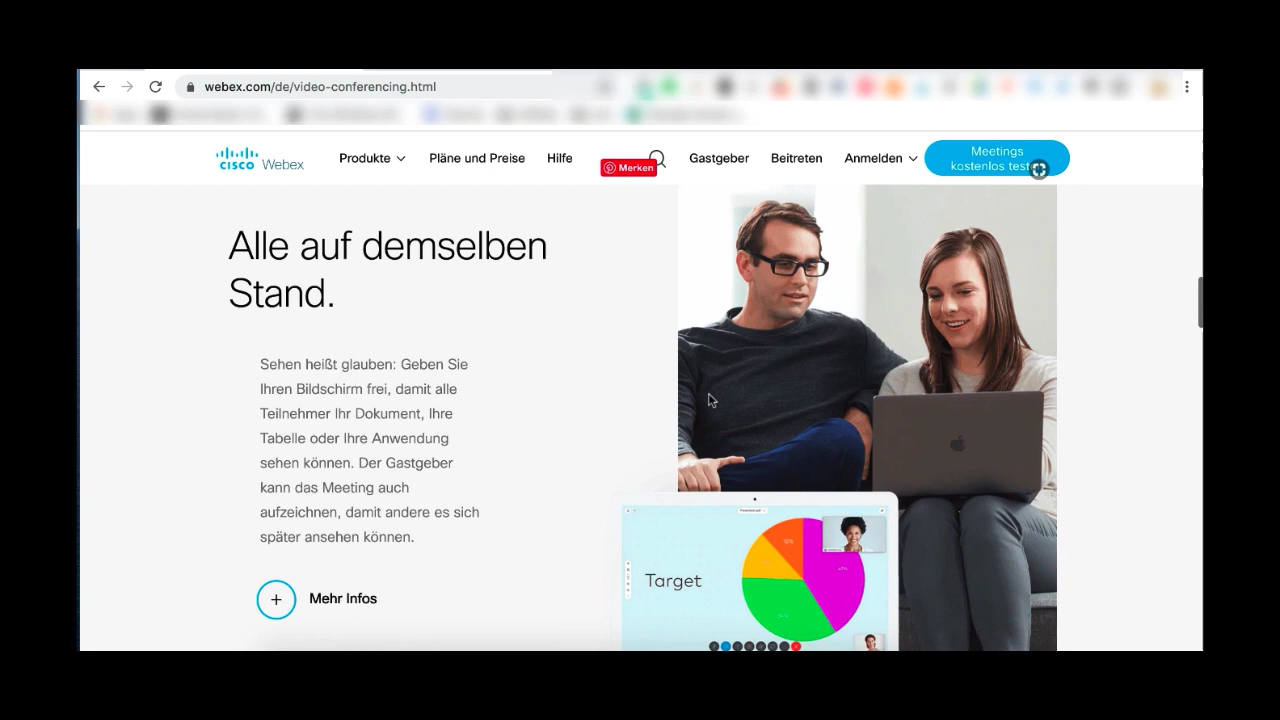 webex.com/de/video-conferencing.html
CISCO Webex
Produkte
Pläne und Preise
Hilfe
Merken
Gastgeber
Beitreten
Anmelden
Meetings
kostenlos
Alle auf demselben
Stand.
Sehen heißt glauben: Geben Sie
Ihren Bildschirm frei, damit alle
Teilnehmer Ihr Dokument, Ihre
Tabelle oder Ihre Anwendung
sehen können. Der Gastgeber
kann das Meeting auch
aufzeichnen, damit andere es sich
später ansehen können.
Mehr Infos
Target